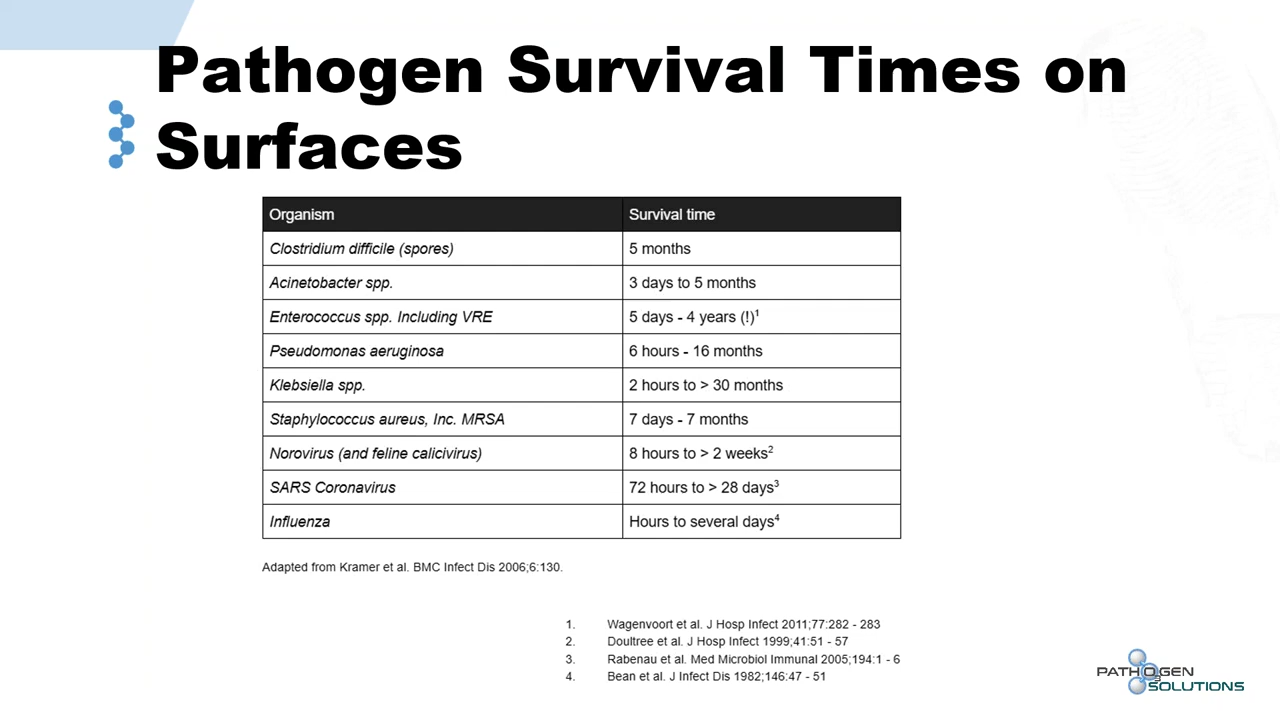 Pathogen Survival Times on
Surfaces
Organism Survival time
Clostridium difficile (spores) 5 months
Acinetobacter spp. 3 days to 5 months
Enterococcus spp. Including VRE 5 days - 4 years (!)¹
Pseudomonas aeruginosa 6 hours - 16 months
Klebsiella spp. 2 hours to > 30 months
Staphylococcus aureus, Inc. MRSA 7 days - 7 months
Norovirus (and feline calicivirus) 8 hours to > 2 weeks²
SARS Coronavirus 72 hours to > 28 days³
Influenza Hours to several days⁴
Adapted from Kramer et al. BMC Infect Dis 2006;6:130.
1. Wagenvoort et al. J Hosp Infect 2011;77:282 - 283
2. Doultree et al. J Hosp Infect 1999;41:51 - 57
3. Rabenau et al. Med Microbiol Immunal 2005;194:1 - 6
4. Bean et al. J Infect Dis 1982;146:47 - 51
PATHO₃GEN
SOLUTIONS